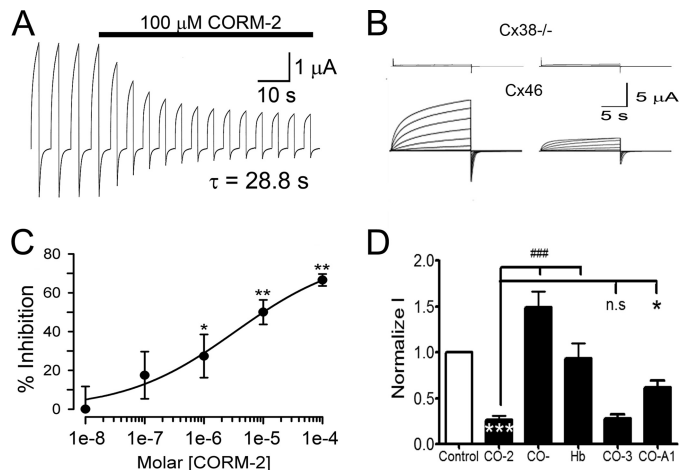 A
100 μM CORM-2
1 μA
10 s
τ = 28.8 s
B
Cx38-/-
Cx46
5 μA
5 s
C
% Inhibition
80
60
40
20
0
*
**
**
1e-8 1e-7 1e-6 1e-5 1e-4
Molar [CORM-2]
D
Normalize I
2.0
1.5
1.0
0.5
0.0
###
n.s
*
***
Control CO-2 CO- Hb CO-3 CO-A1